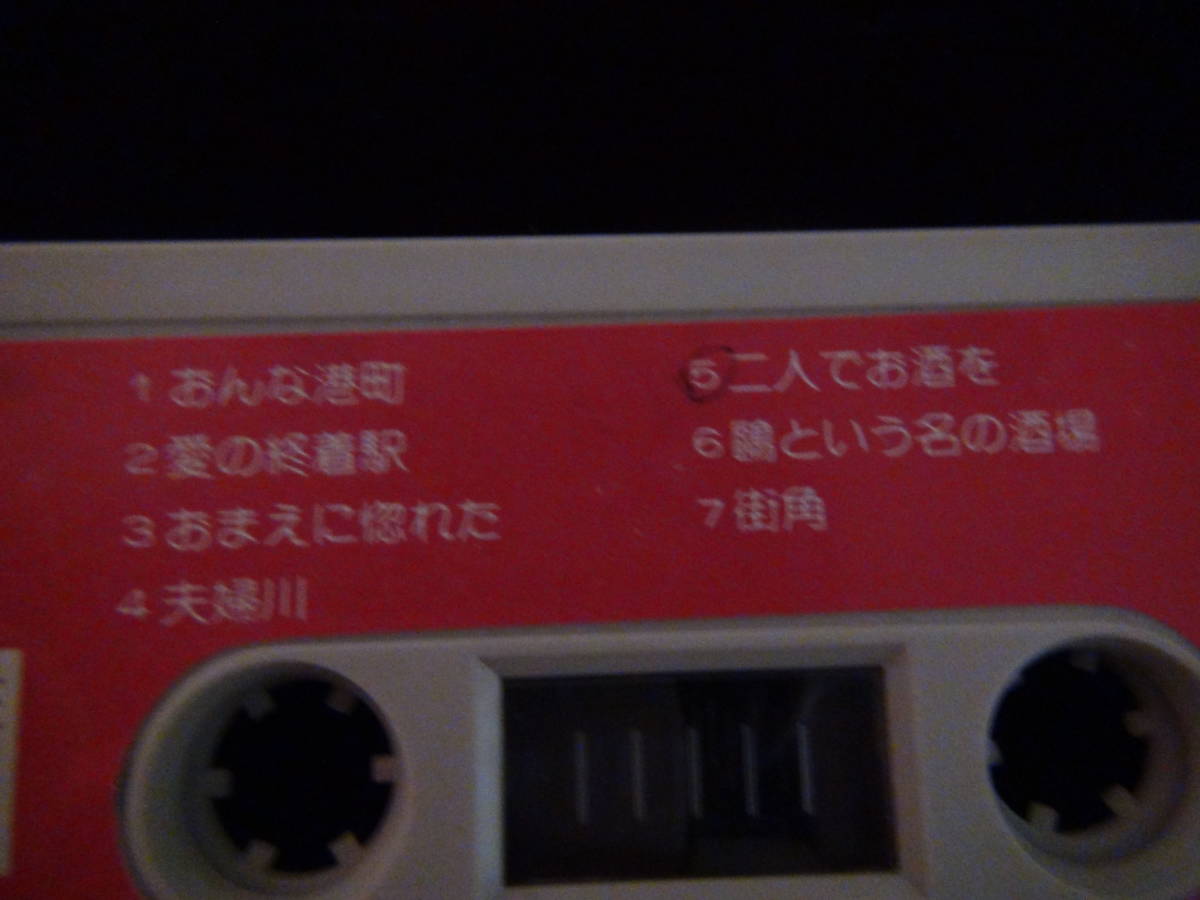 1 おんな港町
2 愛の終着駅
3 おまえに惚れた
4 夫婦川
5 二人でお酒を
6 鷗という名の酒場
7 街角